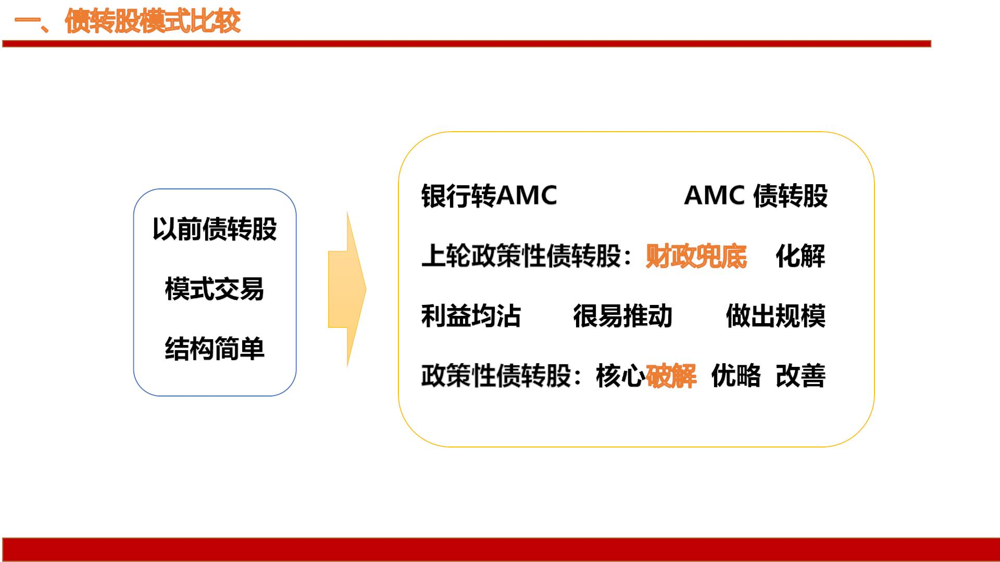 一、债转股模式比较
以前债转股
模式交易
结构简单
银行转AMC AMC 债转股
上轮政策性债转股：财政兜底 化解
利益均沾 很易推动 做出规模
政策性债转股：核心破解 优略 改善